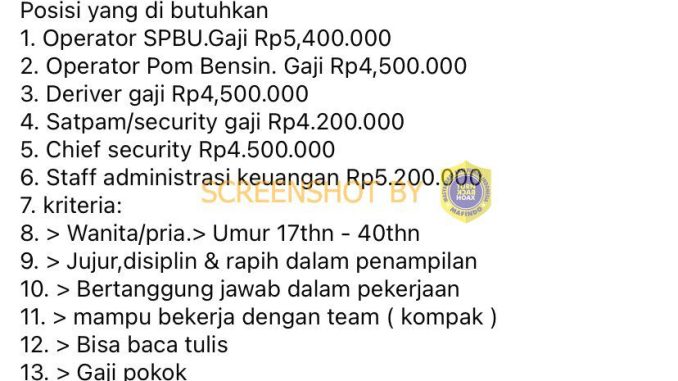 Posisi yang di butuhkan
1. Operator SPBU.Gaji Rp5,400.000
2. Operator Pom Bensin. Gaji Rp4,500.000
3. Deriver gaji Rp4,500.000
4. Satpam/security gaji Rp4.200.000
5. Chief security Rp4.500.000
6. Staff administrasi keuangan Rp5.200.000
SCREENSHOT BY
MAFINDO
7. kriteria:
8. > Wanita/pria.> Umur 17thn - 40thn
9. > Jujur,disiplin & rapih dalam penampilan
10. > Bertanggung jawab dalam pekerjaan
11. > mampu bekerja dengan team ( kompak )
12. > Bisa baca tulis
13. > Gaji pokok